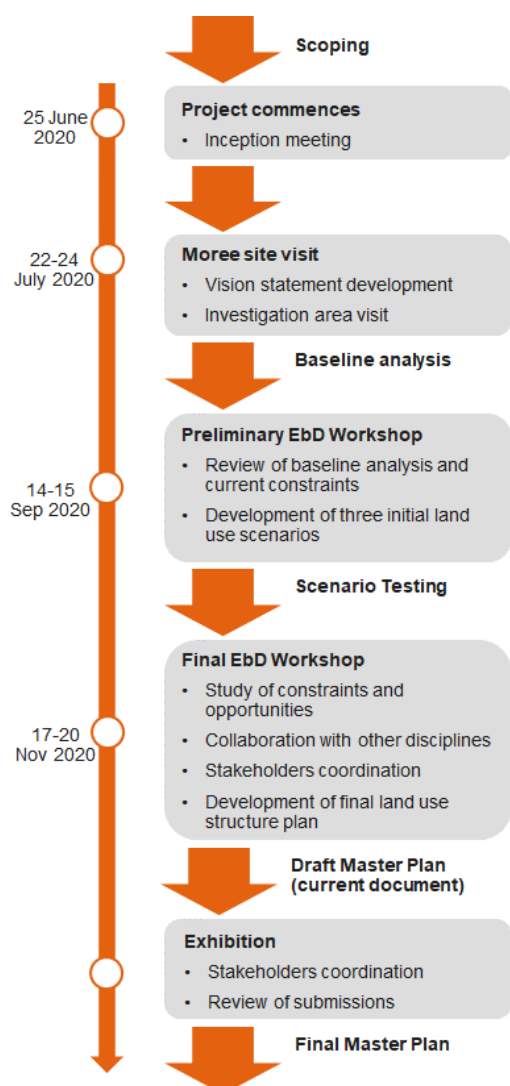 Scoping
25 June
2020
Project commences
• Inception meeting
22-24
July 2020
Moree site visit
• Vision statement development
• Investigation area visit
Baseline analysis
14-15
Sep 2020
Preliminary EbD Workshop
• Review of baseline analysis and
current constraints
• Development of three initial land
use scenarios
Scenario Testing
17-20
Nov 2020
Final EbD Workshop
• Study of constraints and
opportunities
• Collaboration with other disciplines
• Stakeholders coordination
• Development of final land use
structure plan
Draft Master Plan
(current document)
Exhibition
• Stakeholders coordination
• Review of submissions
Final Master Plan